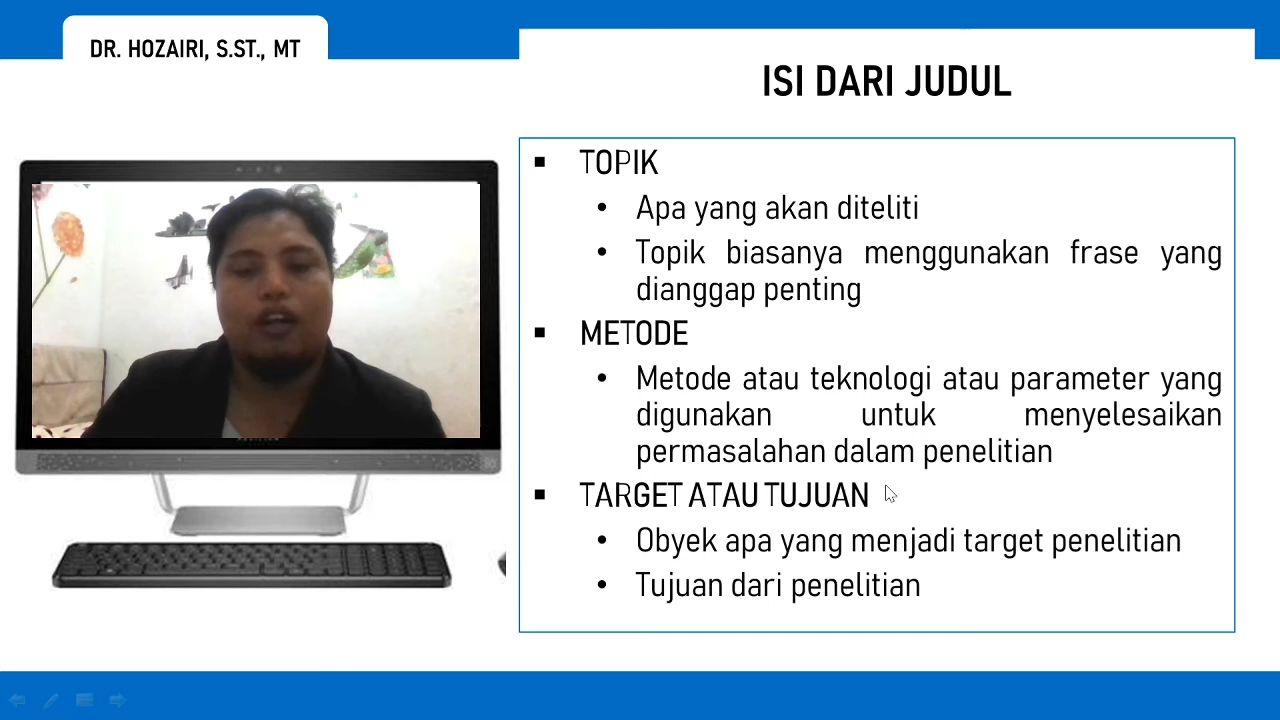 DR. HOZAIRI, S.ST., MT
ISI DARI JUDUL
▪ TOPIK
• Apa yang akan diteliti
• Topik biasanya menggunakan frase yang
dianggap penting
▪ METODE
• Metode atau teknologi atau parameter yang
digunakan untuk menyelesaikan
permasalahan dalam penelitian
▪ TARGET ATAU TUJUAN
• Obyek apa yang menjadi target penelitian
• Tujuan dari penelitian